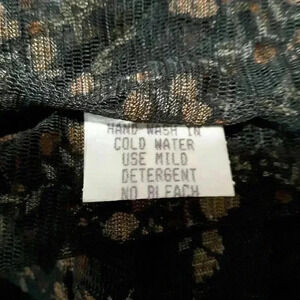 HAND WASH IN
COLD WATER
USE MILD
DETERGENT
NO BLEACH